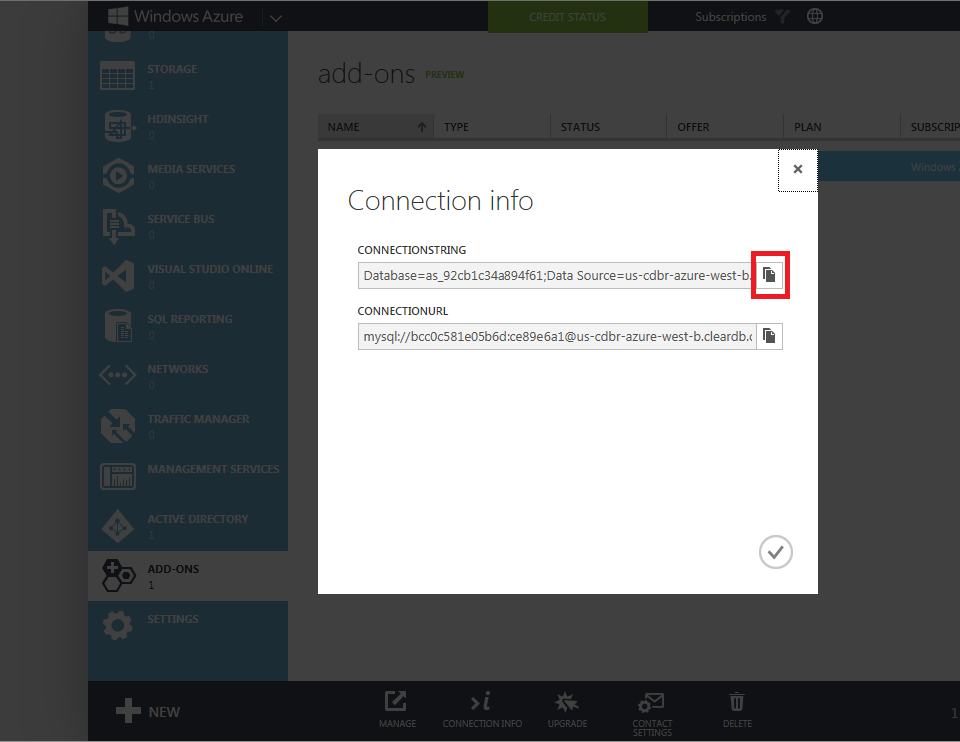 Windows Azure
CREDIT STATUS
Subscriptions
0
STORAGE
1
HDINSIGHT
0
MEDIA SERVICES
0
SERVICE BUS
0
VISUAL STUDIO ONLINE
0
SQL REPORTING
0
NETWORKS
0
TRAFFIC MANAGER
0
MANAGEMENT SERVICES
ACTIVE DIRECTORY
1
ADD-ONS
1
SETTINGS
add-ons PREVIEW
NAME TYPE STATUS OFFER PLAN SUBSCRIP
Windows
Connection info
CONNECTIONSTRING
Database=as_92cb1c34a894f61;Data Source=us-cdbr-azure-west-b.
CONNECTIONURL
mysql://bcc0c581e05b6d:ce89e6a1@us-cdbr-azure-west-b.cleardb.c
NEW
MANAGE
CONNECTION INFO
UPGRADE
CONTACT
SETTINGS
DELETE
1